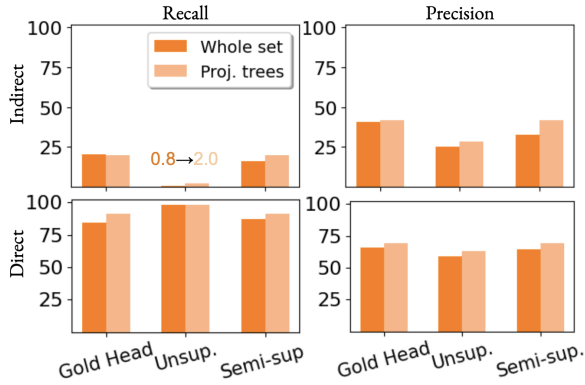 Recall
Precision
Indirect
100
75
50
25
Whole set
Proj. trees
0.8→2.0
100
75
50
25
Direct
100
75
50
25
Gold Head
Unsup.
Semi-sup
100
75
50
25
Gold Head
Unsup.
Semi-sup.